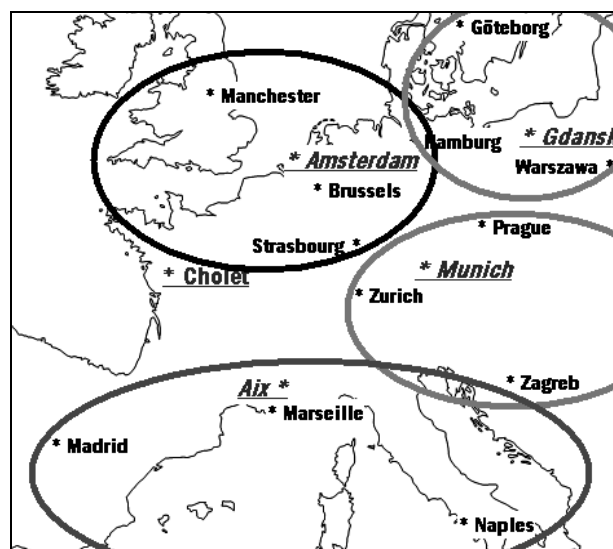 * Göteborg
* Manchester
Hamburg
* Gdansk
* Amsterdam
Warszawa *
* Brussels
* Prague
Strasbourg *
* Munich
* Cholet
* Zurich
* Zagreb
Aix *
* Marseille
* Madrid
* Naples